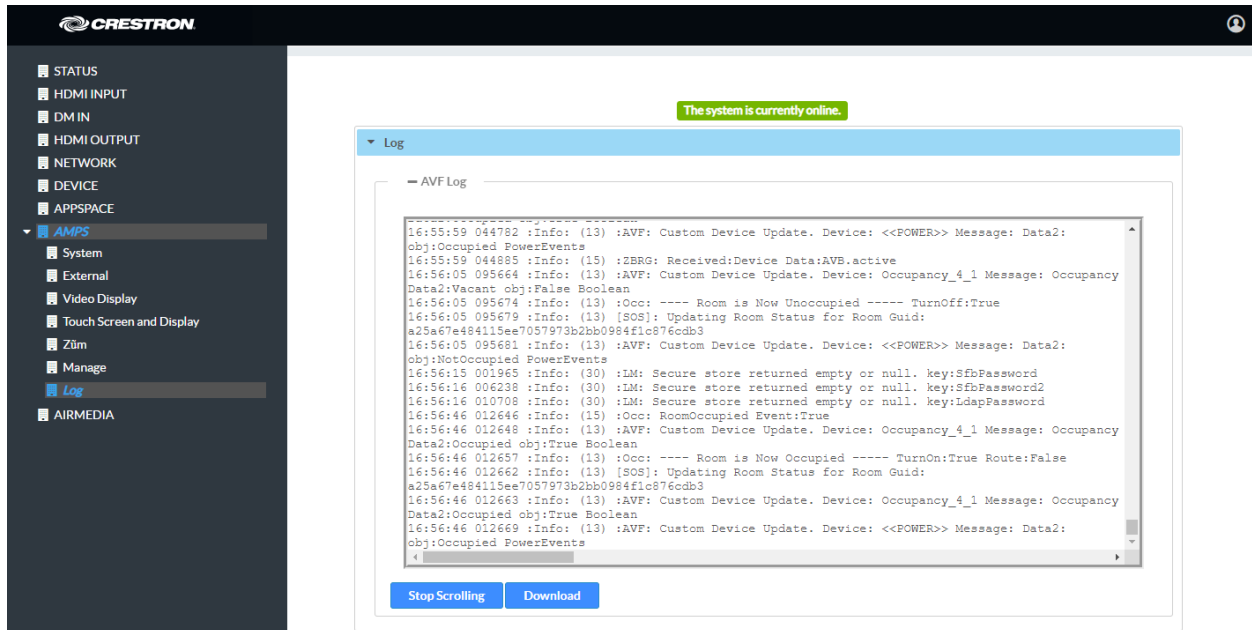 CRESTRON
STATUS
HDMI INPUT
DM IN
HDMI OUTPUT
NETWORK
DEVICE
APPSPACE
AMPS
System
External
Video Display
Touch Screen and Display
Zūm
Manage
Log
AIRMEDIA
The system is currently online.
Log
AVF Log
16:55:59 044782 :Info: (13) :AVF: Custom Device Update. Device: <<POWER>> Message: Data2:
obj:Occupied PowerEvents
16:55:59 044885 :Info: (15) :ZBRG: Received:Device Data:AVB.active
16:56:05 095664 :Info: (13) :AVF: Custom Device Update. Device: Occupancy_4_1 Message: Occupancy
Data2:Vacant obj:False Boolean
16:56:05 095674 :Info: (13) :Occ: ---- Room is Now Unoccupied ----- TurnOff:True
16:56:05 095679 :Info: (13) [SOS]: Updating Room Status for Room Guid:
a25a67e484115ee7057973b2bb0984f1c876cdb3
16:56:05 095681 :Info: (13) :AVF: Custom Device Update. Device: <<POWER>> Message: Data2:
obj:NotOccupied PowerEvents
16:56:15 001965 :Info: (30) :LM: Secure store returned empty or null. key:SfbPassword
16:56:16 006238 :Info: (30) :LM: Secure store returned empty or null. key:SfbPassword2
16:56:16 010708 :Info: (30) :LM: Secure store returned empty or null. key:LdapPassword
16:56:46 012646 :Info: (15) :Occ: RoomOccupied Event:True
16:56:46 012648 :Info: (13) :AVF: Custom Device Update. Device: Occupancy_4_1 Message: Occupancy
Data2:Occupied obj:True Boolean
16:56:46 012657 :Info: (13) :Occ: ---- Room is Now Occupied ----- TurnOn:True Route:False
16:56:46 012662 :Info: (13) [SOS]: Updating Room Status for Room Guid:
a25a67e484115ee7057973b2bb0984f1c876cdb3
16:56:46 012663 :Info: (13) :AVF: Custom Device Update. Device: Occupancy_4_1 Message: Occupancy
Data2:Occupied obj:True Boolean
16:56:46 012669 :Info: (13) :AVF: Custom Device Update. Device: <<POWER>> Message: Data2:
obj:Occupied PowerEvents
Stop Scrolling
Download